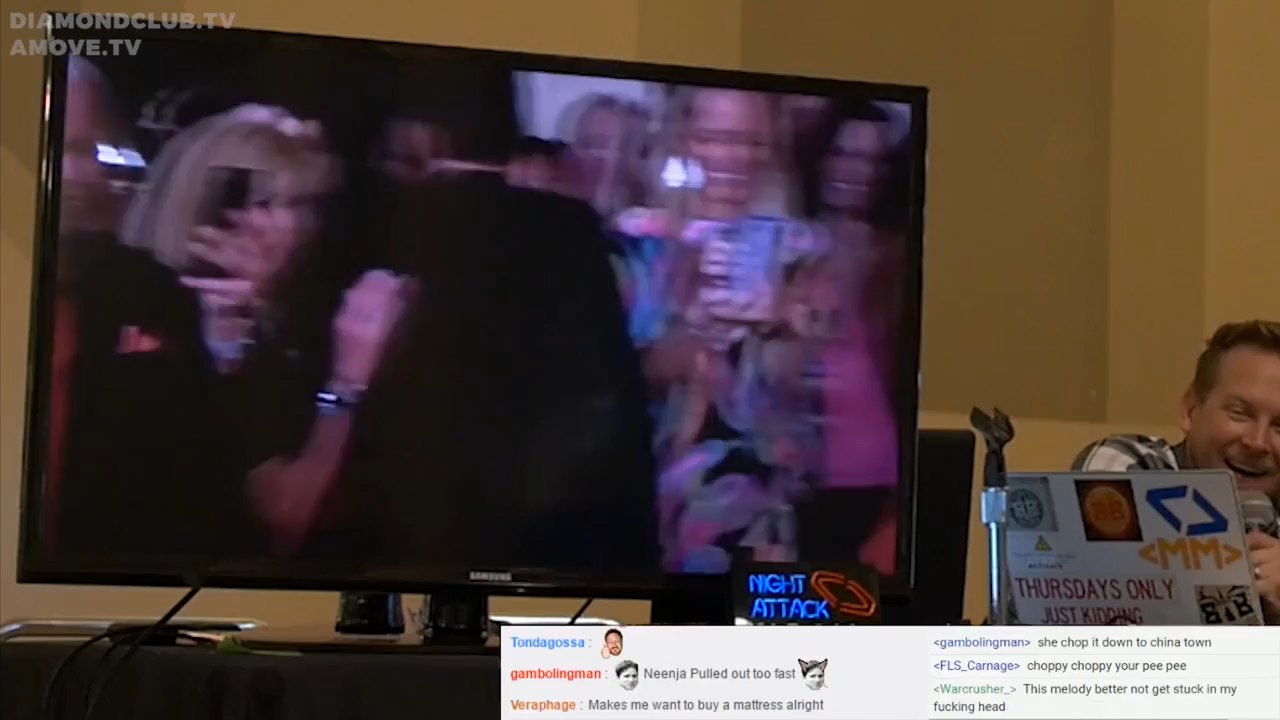 DIAMONDCLUB.TV
AMOVE.TV
SAMSUNG
NIGHT
ATTACK
<MM>
THURSDAYS ONLY
JUST KIDDING
BTB
Tondagossa :
gambolingman : Neenja Pulled out too fast
Veraphage : Makes me want to buy a mattress alright
<gambolingman> she chop it down to china town
<FLS_Carnage> choppy choppy your pee pee
<Warcrusher_> This melody better not get stuck in my
fucking head